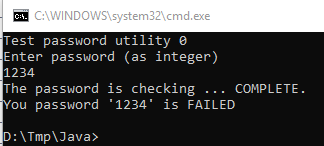 C:\WINDOWS\system32\cmd.exe
Test password utility 0
Enter password (as integer)
1234
The password is checking ... COMPLETE.
You password '1234' is FAILED
D:\Tmp\Java>